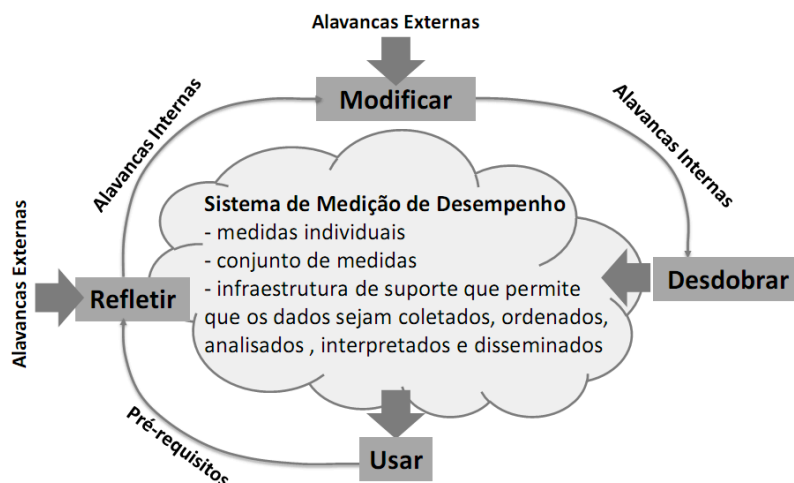 Alavancas Externas
Modificar
Alavancas Internas
Alavancas Internas
Sistema de Medição de Desempenho
- medidas individuais
- conjunto de medidas
- infraestrutura de suporte que permite
que os dados sejam coletados, ordenados,
analisados , interpretados e disseminados
Alavancas Externas
Refletir
Desdobrar
Pré-requisitos
Usar